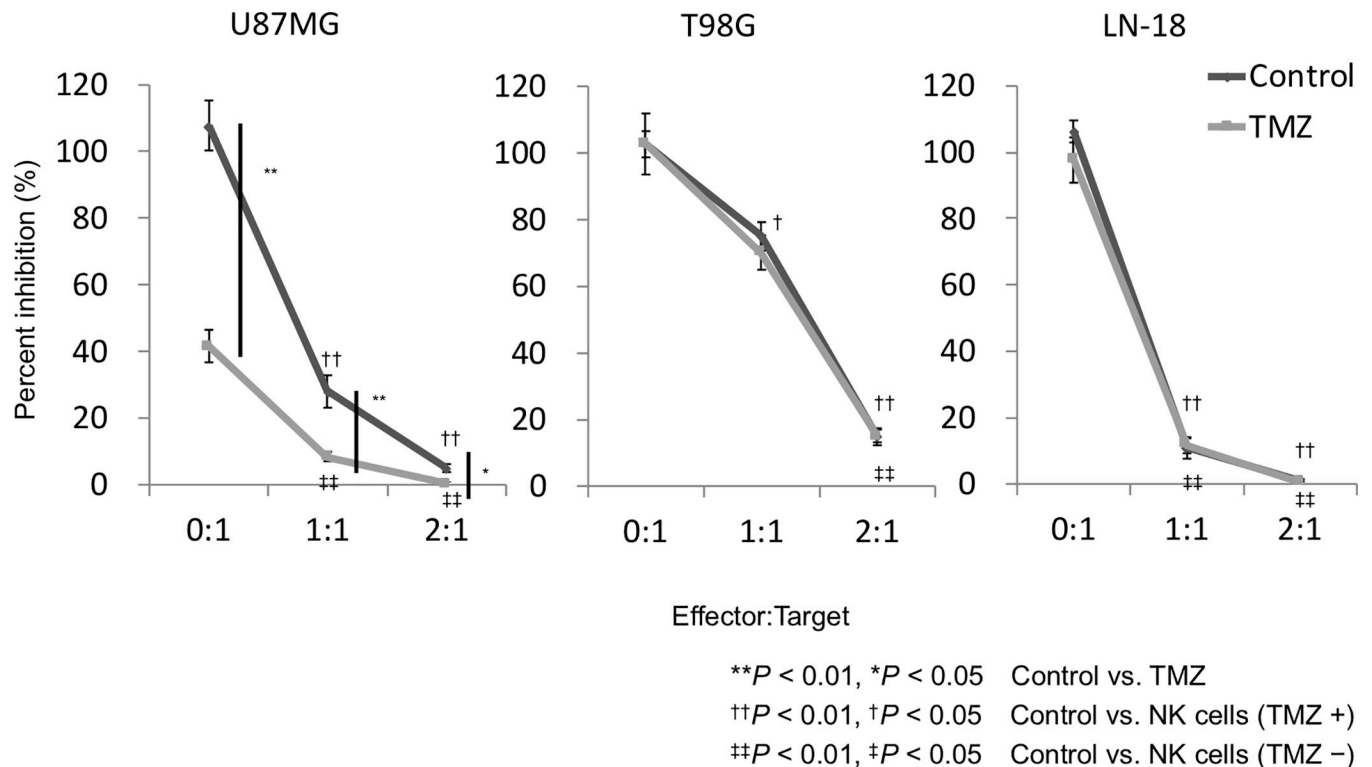 U87MG
T98G
LN-18
Control
TMZ
Percent inhibition (%)
120
100
80
60
40
20
0
**
††
**
††
*
‡‡
‡‡
0:1 1:1 2:1
120
100
80
60
40
20
0
†
††
‡‡
0:1 1:1 2:1
120
100
80
60
40
20
0
††
††
‡‡
‡‡
0:1 1:1 2:1
Effector:Target
**P < 0.01, *P < 0.05 Control vs. TMZ
††P < 0.01, †P < 0.05 Control vs. NK cells (TMZ +)
‡‡P < 0.01, ‡P < 0.05 Control vs. NK cells (TMZ −)